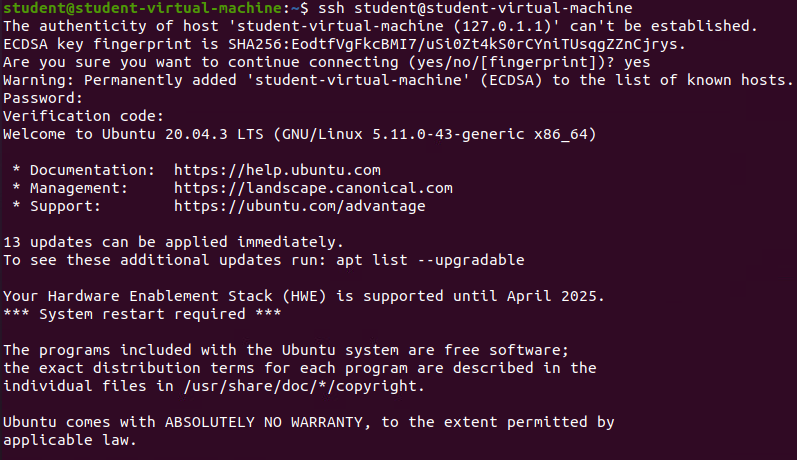 student@student-virtual-machine:~$ ssh student@student-virtual-machine
The authenticity of host 'student-virtual-machine (127.0.1.1)' can't be established.
ECDSA key fingerprint is SHA256:EodtfVgFkcBMI7/uSi0Zt4kS0rCYniTUsqgZZnCjrys.
Are you sure you want to continue connecting (yes/no/[fingerprint])? yes
Warning: Permanently added 'student-virtual-machine' (ECDSA) to the list of known hosts.
Password:
Verification code:
Welcome to Ubuntu 20.04.3 LTS (GNU/Linux 5.11.0-43-generic x86_64)
* Documentation:  https://help.ubuntu.com
* Management:     https://landscape.canonical.com
* Support:        https://ubuntu.com/advantage
13 updates can be applied immediately.
To see these additional updates run: apt list --upgradable
Your Hardware Enablement Stack (HWE) is supported until April 2025.
*** System restart required ***
The programs included with the Ubuntu system are free software;
the exact distribution terms for each program are described in the
individual files in /usr/share/doc/*/copyright.
Ubuntu comes with ABSOLUTELY NO WARRANTY, to the extent permitted by
applicable law.